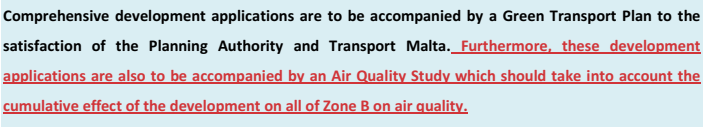 Comprehensive development applications are to be accompanied by a Green Transport Plan to the
satisfaction of the Planning Authority and Transport Malta. Furthermore, these development
applications are also to be accompanied by an Air Quality Study which should take into account the
cumulative effect of the development on all of Zone B on air quality.